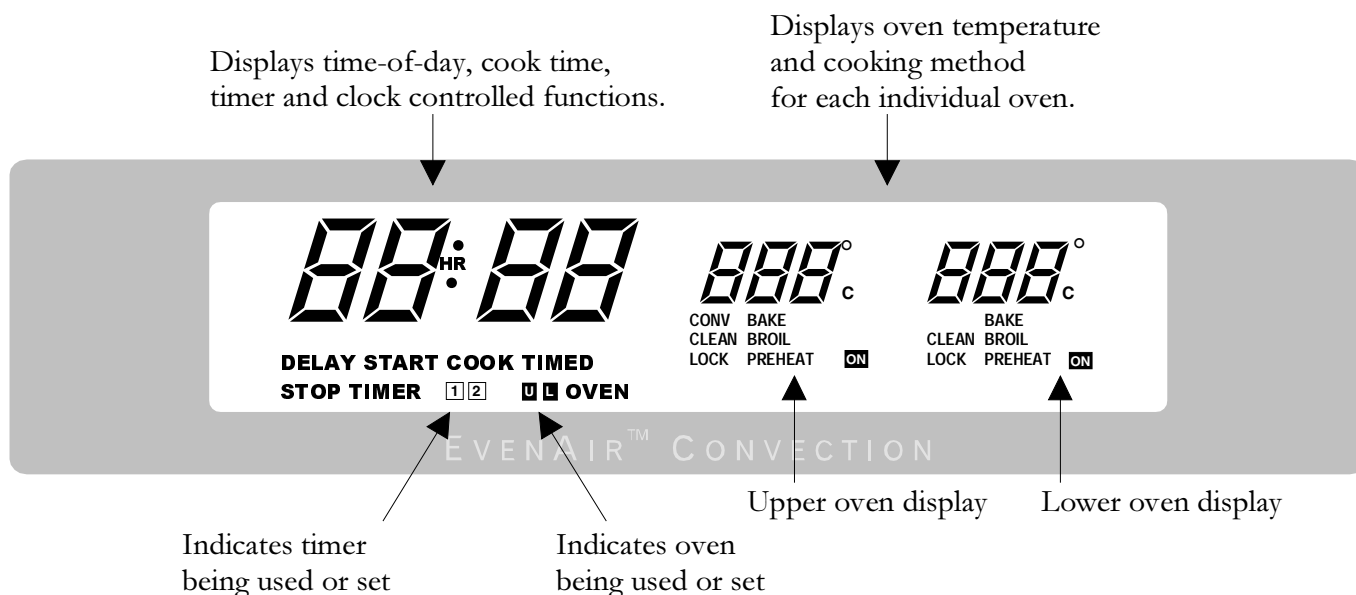 Displays time-of-day, cook time,
timer and clock controlled functions.
Displays oven temperature
and cooking method
for each individual oven.
88:88
HR
888°
C
888°
C
CONV BAKE
CLEAN BROIL
LOCK PREHEAT ON
BAKE
CLEAN BROIL
LOCK PREHEAT ON
DELAY START COOK TIMED
STOP TIMER 1 2 U L OVEN
EVENAIR™ CONVECTION
Upper oven display
Lower oven display
Indicates timer
being used or set
Indicates oven
being used or set